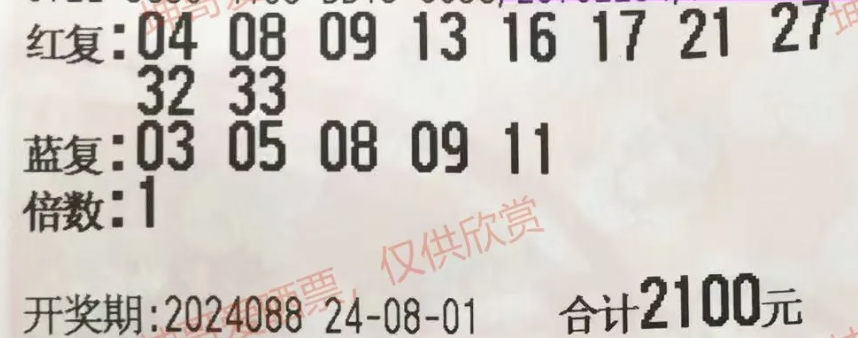 红复:04 08 09 13 16 17 21 27
32 33
蓝复:03 05 08 09 11
倍数:1
仅供欣赏
开奖期:2024088 24-08-01 合计2100元